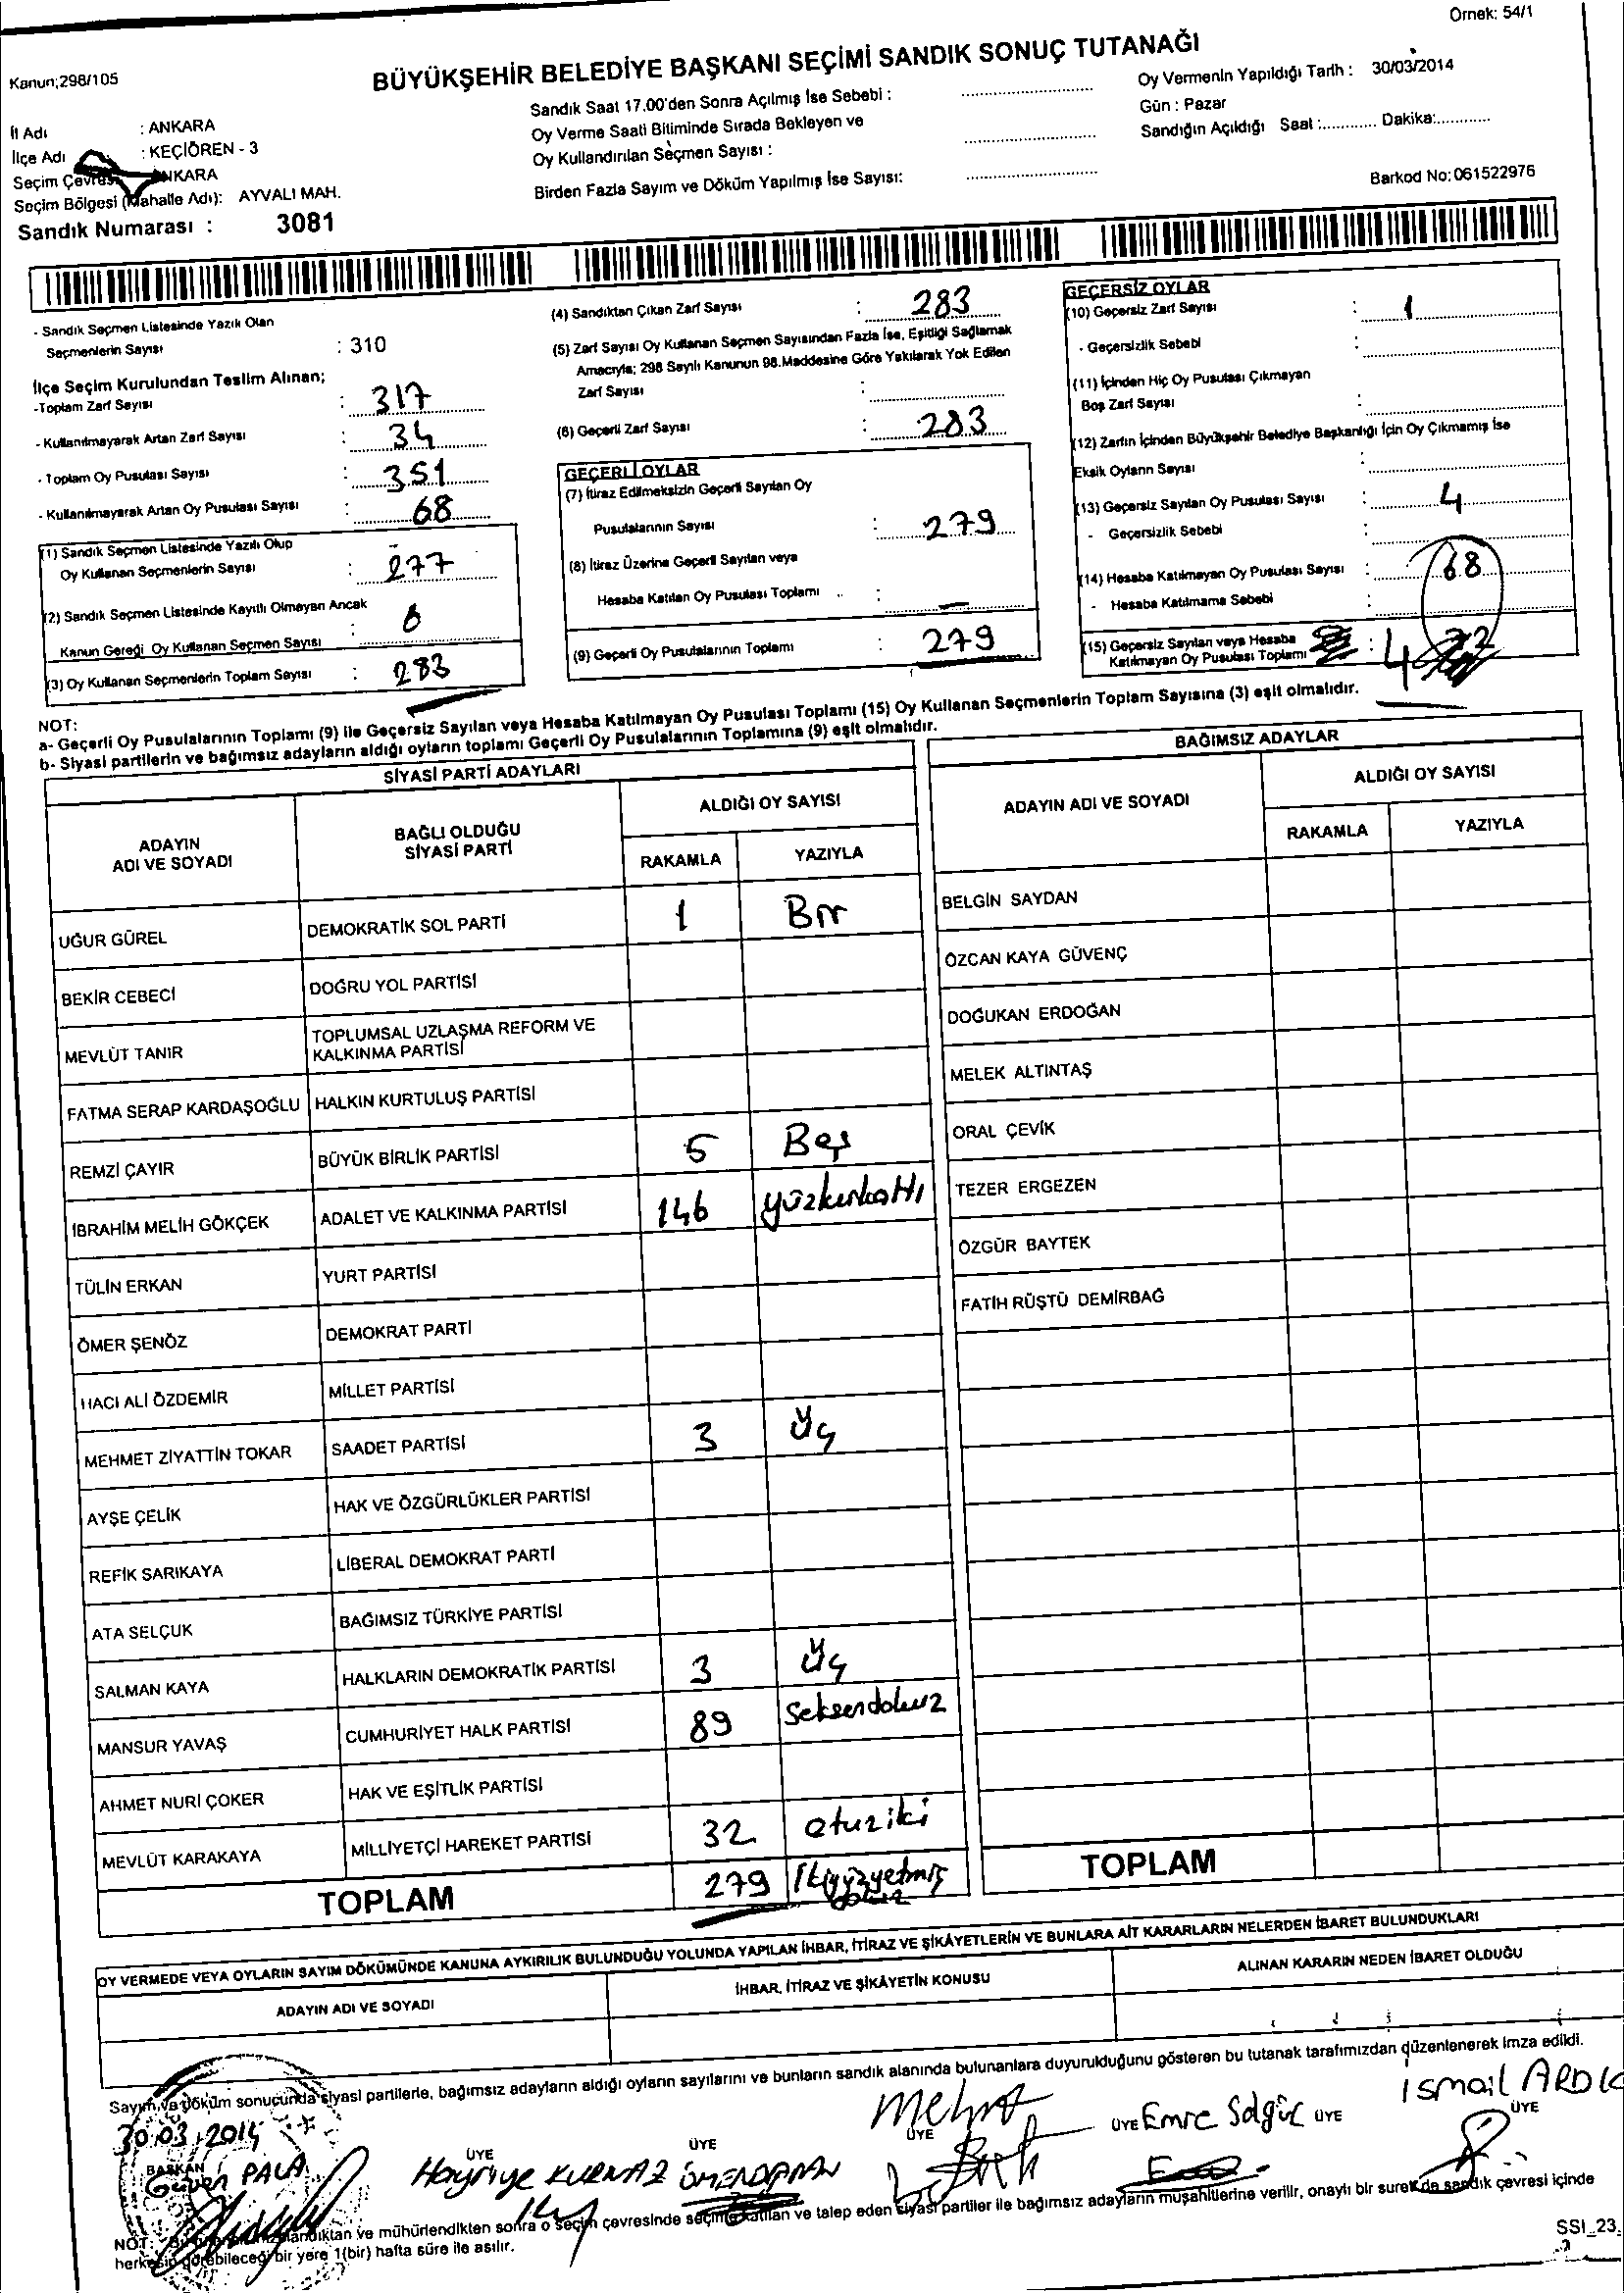 Örnek: 54/1
Kanun;298/105
BÜYÜKŞEHİR BELEDİYE BAŞKANI SEÇİMİ SANDIK SONUÇ TUTANAĞI
İl Adı : ANKARA
İlçe Adı : KEÇİÖREN - 3
Seçim Çevresi ANKARA
Seçim Bölgesi (Mahalle Adı): AYVALI MAH.
Sandık Numarası : 3081
Sandık Saat 17.00'den Sonra Açılmış İse Sebebi :
Oy Verme Saati Bitiminde Sırada Bekleyen ve
Oy Kullandırılan Seçmen Sayısı :
Birden Fazla Sayım ve Döküm Yapılmış İse Sayısı:
Oy Vermenin Yapıldığı Tarih : 30/03/2014
Gün : Pazar
Sandığın Açıldığı Saat :............ Dakika:............
Barkod No: 061522976
- Sandık Seçmen Listesinde Yazılı Olan
Seçmenlerin Sayısı : 310
İlçe Seçim Kurulundan Teslim Alınan;
-Toplam Zarf Sayısı : 317
- Kullanılmayarak Artan Zarf Sayısı : 34
- Toplam Oy Pusulası Sayısı : 351
- Kullanılmayarak Artan Oy Pusulası Sayısı : 68
(1) Sandık Seçmen Listesinde Yazılı Olup
Oy Kullanan Seçmenlerin Sayısı : 277
(2) Sandık Seçmen Listesinde Kayıtlı Olmayan Ancak
Kanun Gereği Oy Kullanan Seçmen Sayısı : 6
(3) Oy Kullanan Seçmenlerin Toplam Sayısı : 283
(4) Sandıktan Çıkan Zarf Sayısı : 283
(5) Zarf Sayısı Oy Kullanan Seçmen Sayısından Fazla İse, Eşitliği Sağlamak
Amacıyla; 298 Sayılı Kanunun 98.Maddesine Göre Yakılarak Yok Edilen
Zarf Sayısı :
(6) Geçerli Zarf Sayısı : 283
GEÇERLİ OYLAR
(7) İtiraz Edilmeksizin Geçerli Sayılan Oy
Pusulalarının Sayısı : 279
(8) İtiraz Üzerine Geçerli Sayılan veya
Hesaba Katılan Oy Pusulası Toplamı .. : —
(9) Geçerli Oy Pusulalarının Toplamı : 279
GEÇERSİZ OYLAR
(10) Geçersiz Zarf Sayısı : 1
- Geçersizlik Sebebi :
(11) İçinden Hiç Oy Pusulası Çıkmayan
Boş Zarf Sayısı :
(12) Zarfın İçinden Büyükşehir Belediye Başkanlığı İçin Oy Çıkmamış İse
Eksik Oyların Sayısı :
(13) Geçersiz Sayılan Oy Pusulası Sayısı : 4
- Geçersizlik Sebebi :
(14) Hesaba Katılmayan Oy Pusulası Sayısı : 68
- Hesaba Katılmama Sebebi :
(15) Geçersiz Sayılan veya Hesaba
Katılmayan Oy Pusulası Toplamı : 4
NOT:
a- Geçerli Oy Pusulalarının Toplamı (9) ile Geçersiz Sayılan veya Hesaba Katılmayan Oy Pusulası Toplamı (15) Oy Kullanan Seçmenlerin Toplam Sayısına (3) eşit olmalıdır.
b- Siyasi partilerin ve bağımsız adayların aldığı oyların toplamı Geçerli Oy Pusulalarının Toplamına (9) eşit olmalıdır.
SİYASİ PARTİ ADAYLARI
ADAYIN ADI VE SOYADI BAĞLI OLDUĞU SİYASİ PARTİ ALDIĞI OY SAYISI
RAKAMLA YAZIYLA
UĞUR GÜREL DEMOKRATİK SOL PARTİ 1 Bir
BEKİR CEBECİ DOĞRU YOL PARTİSİ
MEVLÜT TANIR TOPLUMSAL UZLAŞMA REFORM VE KALKINMA PARTİSİ
FATMA SERAP KARDAŞOĞLU HALKIN KURTULUŞ PARTİSİ
REMZİ ÇAYIR BÜYÜK BİRLİK PARTİSİ 5 Beş
İBRAHİM MELİH GÖKÇEK ADALET VE KALKINMA PARTİSİ 146 yüzkırkaltı
TÜLİN ERKAN YURT PARTİSİ
ÖMER ŞENÖZ DEMOKRAT PARTİ
HACI ALİ ÖZDEMİR MİLLET PARTİSİ
MEHMET ZİYATTİN TOKAR SAADET PARTİSİ 3 üç
AYŞE ÇELİK HAK VE ÖZGÜRLÜKLER PARTİSİ
REFİK SARIKAYA LİBERAL DEMOKRAT PARTİ
ATA SELÇUK BAĞIMSIZ TÜRKİYE PARTİSİ
SALMAN KAYA HALKLARIN DEMOKRATİK PARTİSİ 3 üç
MANSUR YAVAŞ CUMHURİYET HALK PARTİSİ 89 seksendokuz
AHMET NURİ ÇOKER HAK VE EŞİTLİK PARTİSİ
MEVLÜT KARAKAYA MİLLİYETÇİ HAREKET PARTİSİ 32 otuziki
TOPLAM 279 ikiyüzyetmiş dokuz
BAĞIMSIZ ADAYLAR
ADAYIN ADI VE SOYADI ALDIĞI OY SAYISI
RAKAMLA YAZIYLA
BELGİN SAYDAN
ÖZCAN KAYA GÜVENÇ
DOĞUKAN ERDOĞAN
MELEK ALTINTAŞ
ORAL ÇEVİK
TEZER ERGEZEN
ÖZGÜR BAYTEK
FATİH RÜŞTÜ DEMİRBAĞ
TOPLAM
OY VERMEDE VEYA OYLARIN SAYIM DÖKÜMÜNDE KANUNA AYKIRILIK BULUNDUĞU YOLUNDA YAPILAN İHBAR, İTİRAZ VE ŞİKÂYETLERİN VE BUNLARA AİT KARARLARIN NELERDEN İBARET BULUNDUKLARI
ADAYIN ADI VE SOYADI İHBAR, İTİRAZ VE ŞİKÂYETİN KONUSU ALINAN KARARIN NEDEN İBARET OLDUĞU
Sayım ve döküm sonucunda siyasi partilerle, bağımsız adayların aldığı oyların sayılarını ve bunların sandık alanında bulunanlara duyurulduğunu gösteren bu tutanak tarafımızdan düzenlenerek imza edildi.
30.03.2014
BAŞKAN ÜYE ÜYE ÜYE ÜYE ÜYE ÜYE
Güven PALA Hayriye KURNAZ Emre Solgûc ismail
NOT: ve mühürlendikten sonra o seçim çevresinde seçime katılan ve talep eden siyasi partiler ile bağımsız adayların müşahitlerine verilir, onaylı bir suret de sandık çevresi içinde
herkesin görebileceği bir yere 1(bir) hafta süre ile asılır.
SSI_23